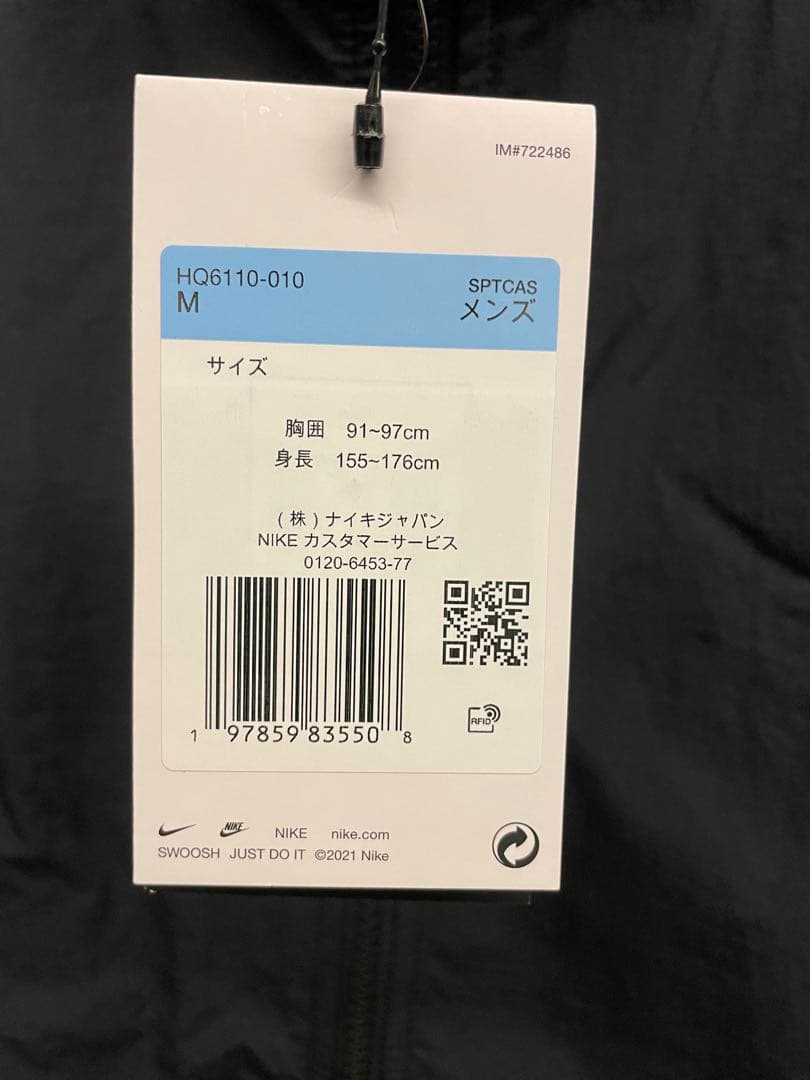 IM#722486
HQ6110-010
M
SPTCAS
メンズ
サイズ
胸囲 91~97cm
身長 155~176cm
(株)ナイキジャパン
NIKE カスタマーサービス
0120-6453-77
RFID
1 97859 83550 8
NIKE NIKE nike.com
SWOOSH JUST DO IT ©2021 Nike